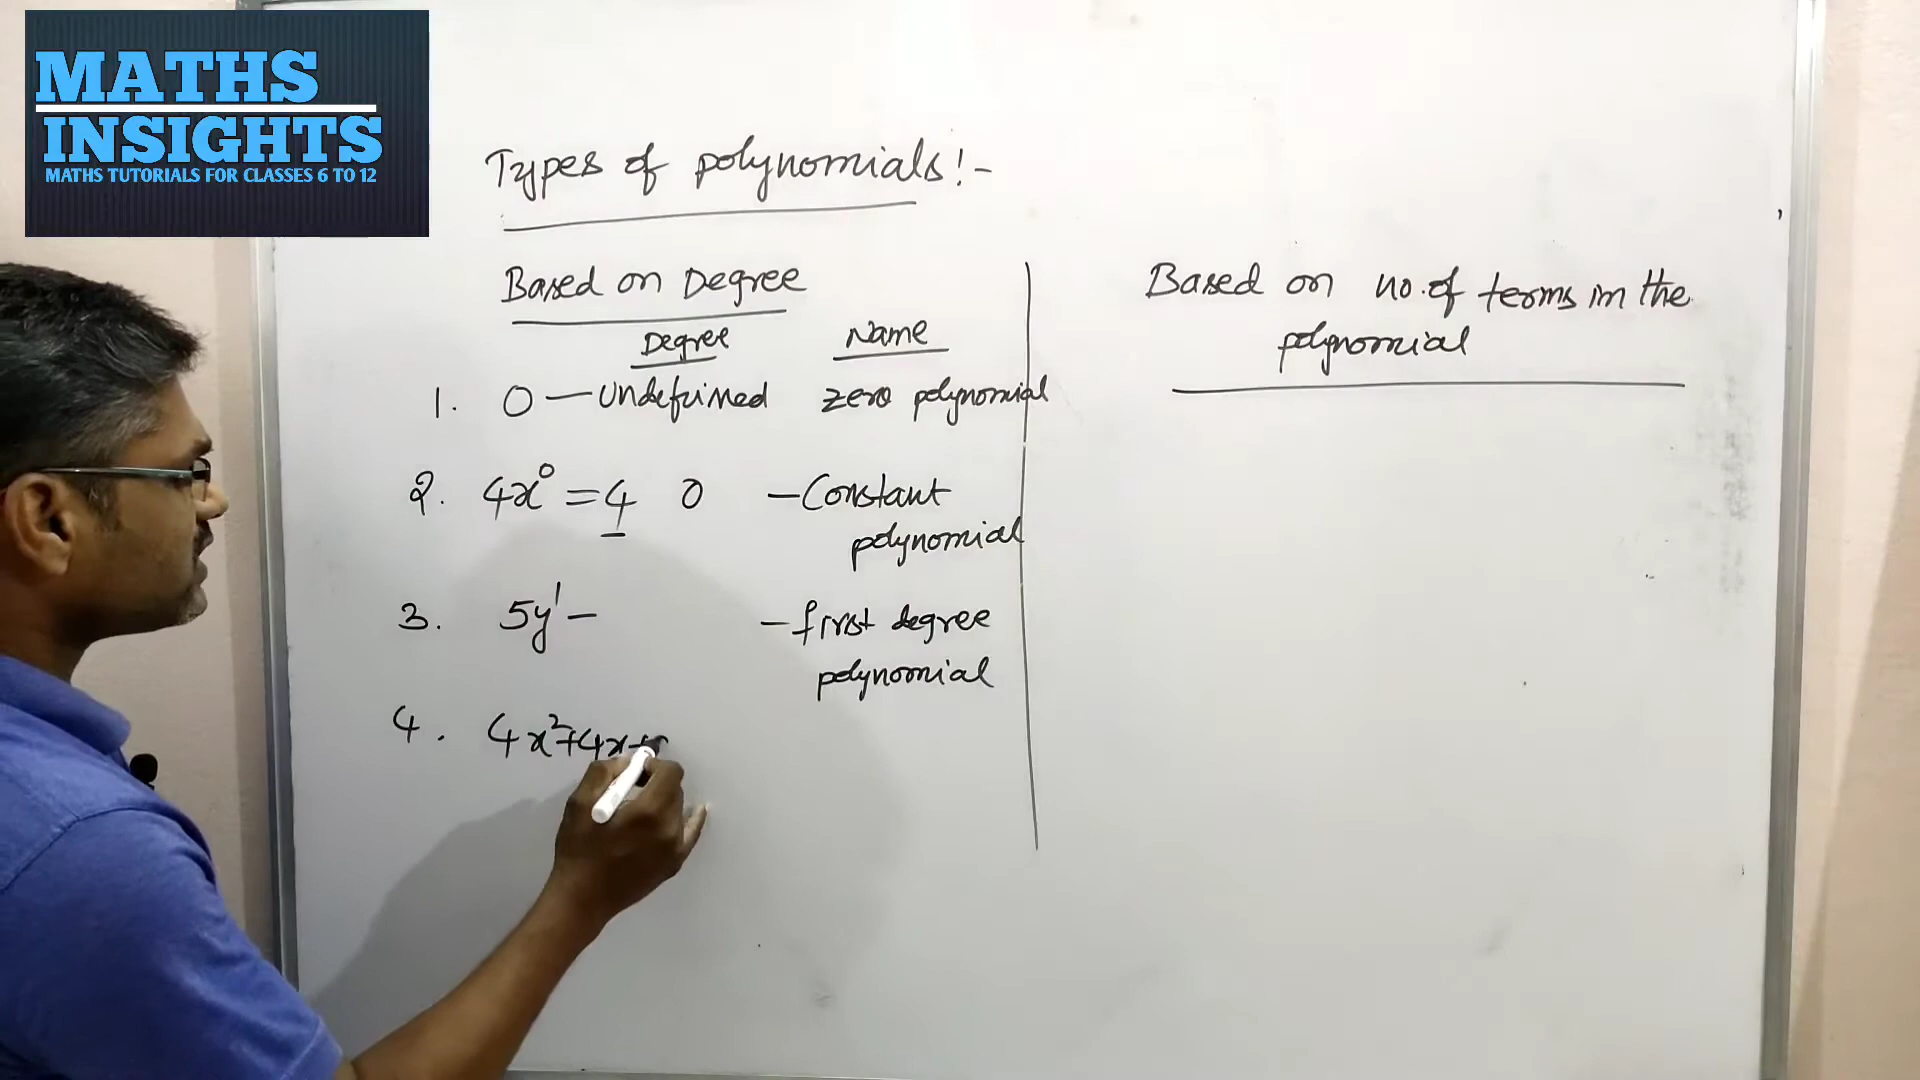 MATHS
INSIGHTS
MATHS TUTORIALS FOR CLASSES 6 TO 12
Types of polynomials!-
Based on Degree
Degree Name
1. 0 — Undefined zero polynomial
2. 4x⁰ = 4 0 — Constant
polynomial
3. 5y¹ — — first degree
polynomial
4. 4x²+4x+
Based on no. of terms in the
polynomial